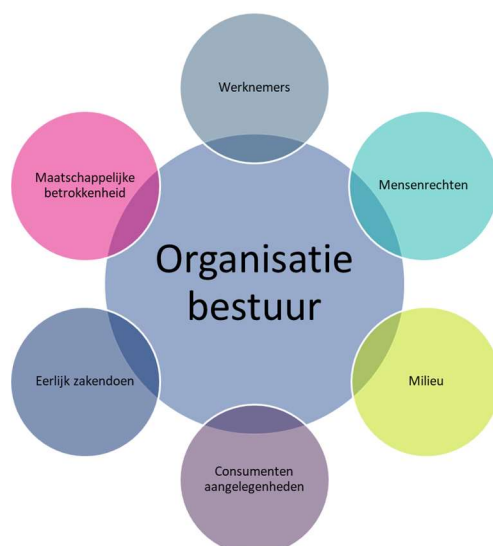 Werknemers
Maatschappelijke
betrokkenheid
Mensenrechten
Organisatie
bestuur
Eerlijk zakendoen
Milieu
Consumenten
aangelegenheden